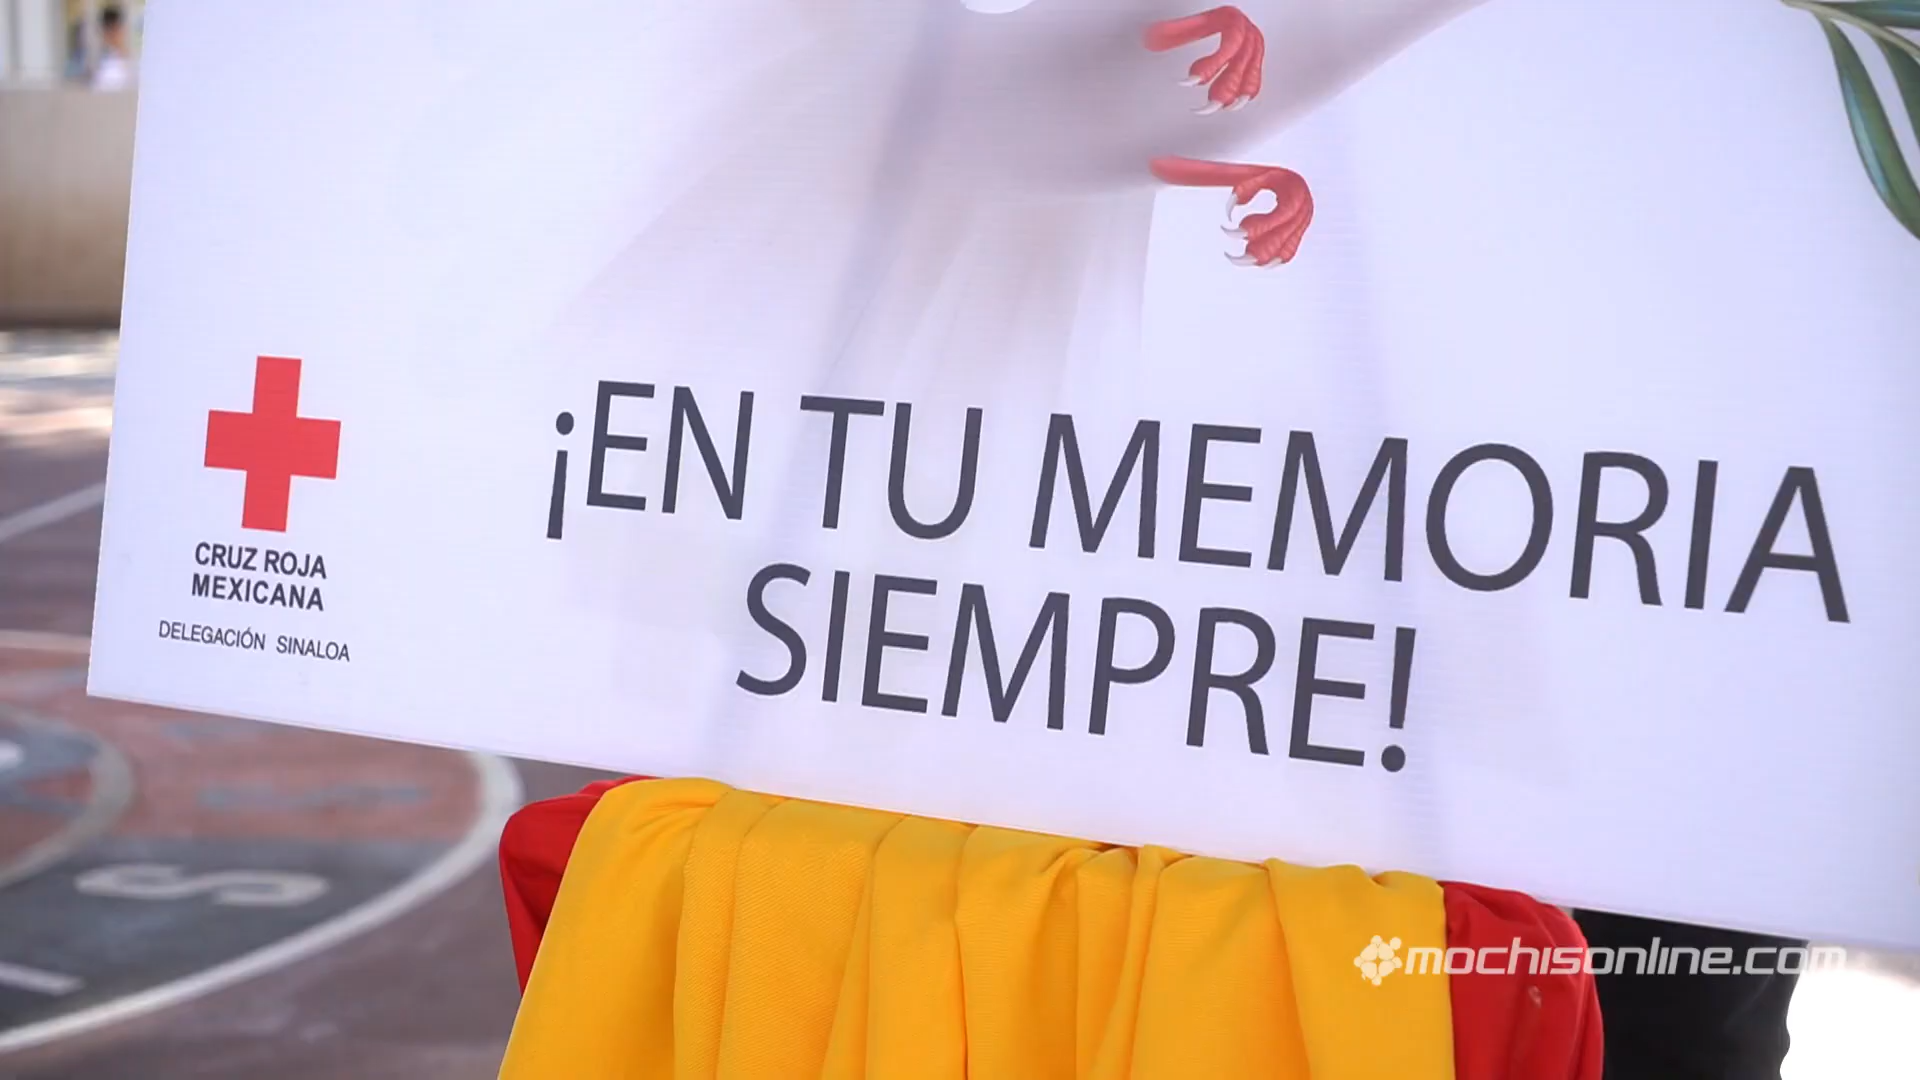 ¡EN TU MEMORIA
SIEMPRE!
CRUZ ROJA
MEXICANA
DELEGACIÓN SINALOA
S
mochisonline.com